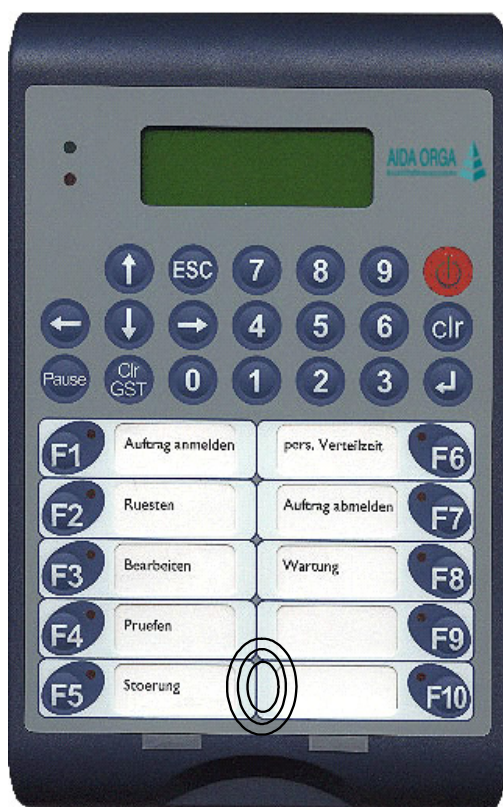 AIDA ORGA
↑ ESC 7 8 9
← ↓ → 4 5 6 clr
Pause Clr GST 0 1 2 3 ↵
F1 Auftrag anmelden pers. Verteilzeit F6
F2 Ruesten Auftrag abmelden F7
F3 Bearbeiten Wartung F8
F4 Pruefen F9
F5 Stoerung F10